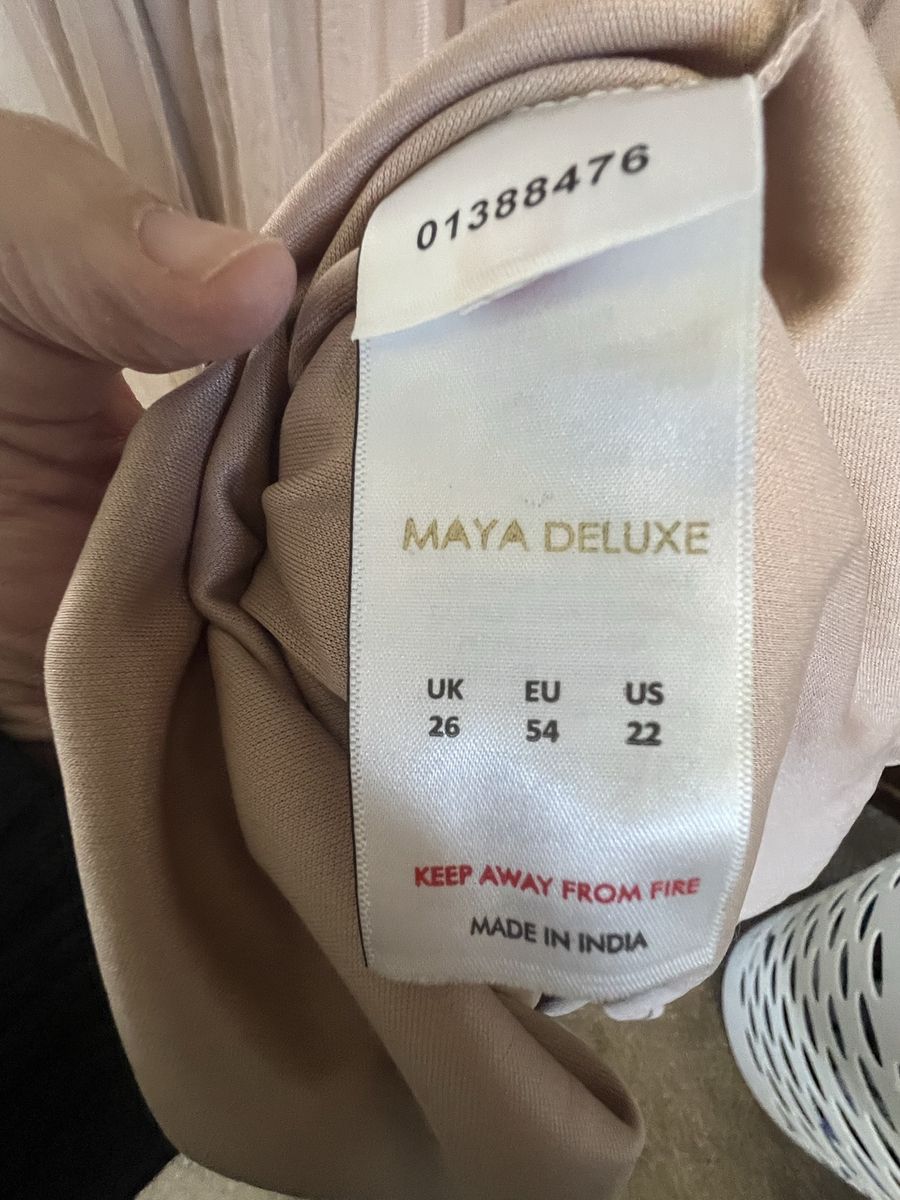 01388476
MAYA DELUXE
UK EU US
26 54 22
KEEP AWAY FROM FIRE
MADE IN INDIA